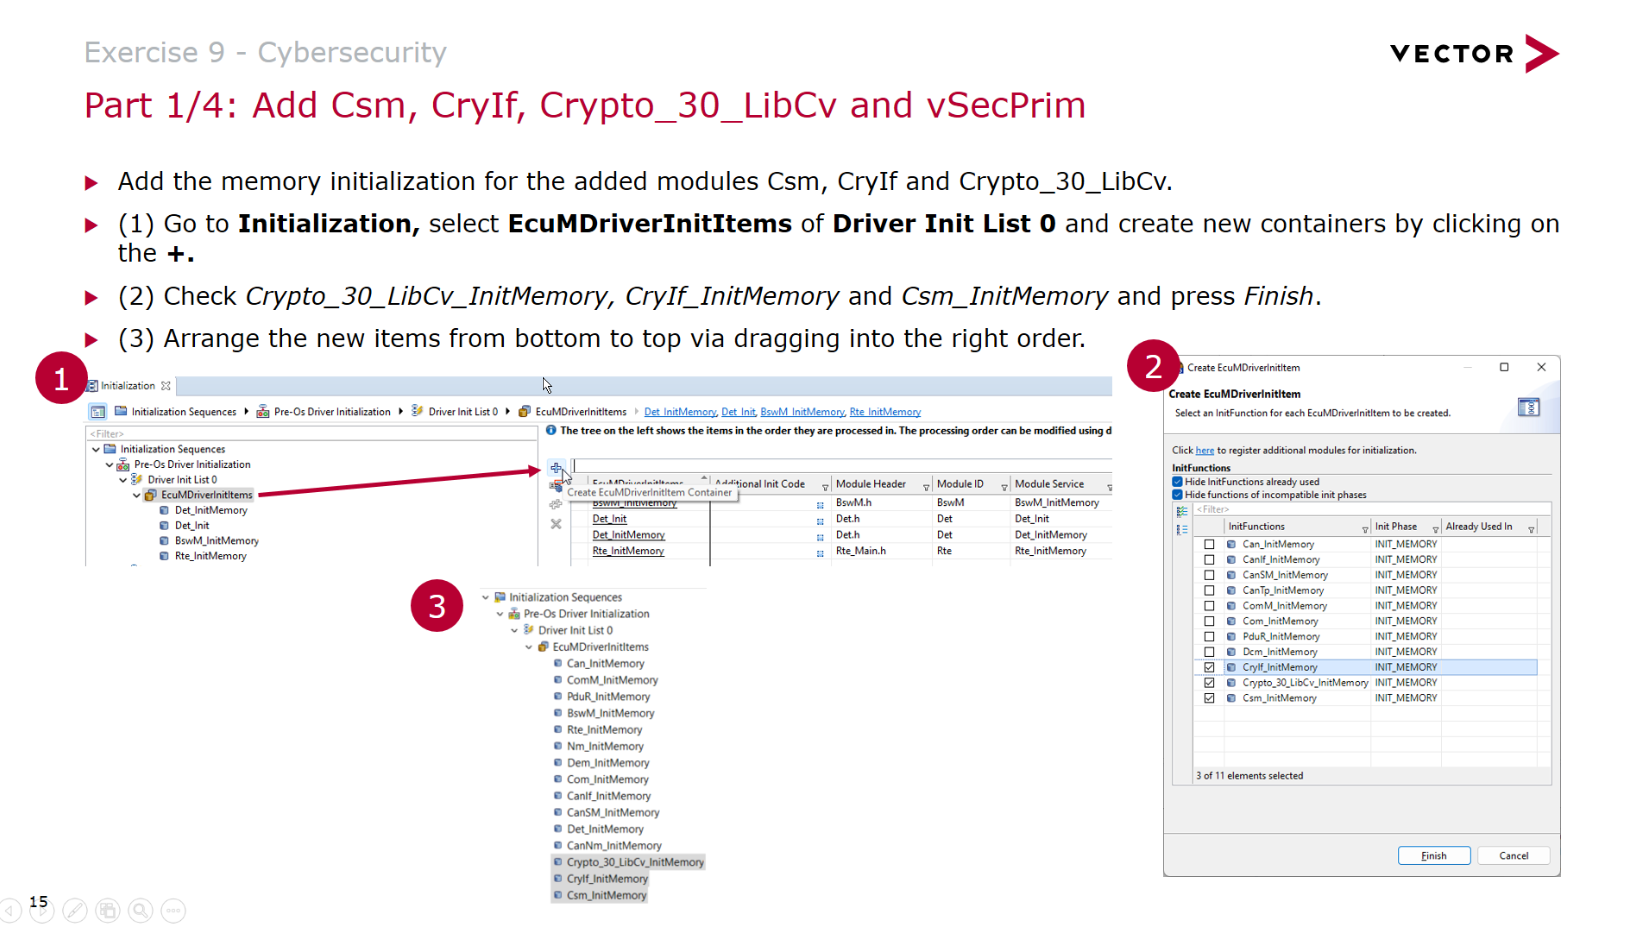 Exercise 9 - Cybersecurity
VECTOR
Part 1/4: Add Csm, CryIf, Crypto_30_LibCv and vSecPrim
Add the memory initialization for the added modules Csm, CryIf and Crypto_30_LibCv.
(1) Go to Initialization, select EcuMDriverInitItems of Driver Init List 0 and create new containers by clicking on
the +.
(2) Check Crypto_30_LibCv_InitMemory, CryIf_InitMemory and Csm_InitMemory and press Finish.
(3) Arrange the new items from bottom to top via dragging into the right order.
1
Initialization
Initialization Sequences Pre-Os Driver Initialization Driver Init List 0 EcuMDriverInitItems Det_InitMemory, Det_Init, BswM_InitMemory, Rte_InitMemory
<Filter>
Initialization Sequences
Pre-Os Driver Initialization
Driver Init List 0
EcuMDriverInitItems
Det_InitMemory
Det_Init
BswM_InitMemory
Rte_InitMemory
The tree on the left shows the items in the order they are processed in. The processing order can be modified using d
EcuMDriverInitItems Additional Init Code Module Header Module ID Module Service
Create EcuMDriverInitItem Container
BswM_InitMemory BswM.h BswM BswM_InitMemory
Det_Init Det.h Det Det_Init
Det_InitMemory Det.h Det Det_InitMemory
Rte_InitMemory Rte_Main.h Rte Rte_InitMemory
2
Create EcuMDriverInitItem
Create EcuMDriverInitItem
Select an InitFunction for each EcuMDriverInitItem to be created.
Click here to register additional modules for initialization.
InitFunctions
Hide InitFunctions already used
Hide functions of incompatible init phases
<Filter>
InitFunctions Init Phase Already Used In
Can_InitMemory INIT_MEMORY
CanIf_InitMemory INIT_MEMORY
CanSM_InitMemory INIT_MEMORY
CanTp_InitMemory INIT_MEMORY
ComM_InitMemory INIT_MEMORY
Com_InitMemory INIT_MEMORY
PduR_InitMemory INIT_MEMORY
Dcm_InitMemory INIT_MEMORY
CryIf_InitMemory INIT_MEMORY
Crypto_30_LibCv_InitMemory INIT_MEMORY
Csm_InitMemory INIT_MEMORY
3 of 11 elements selected
Finish
Cancel
3
Initialization Sequences
Pre-Os Driver Initialization
Driver Init List 0
EcuMDriverInitItems
Can_InitMemory
ComM_InitMemory
PduR_InitMemory
BswM_InitMemory
Rte_InitMemory
Nm_InitMemory
Dem_InitMemory
Com_InitMemory
CanIf_InitMemory
CanSM_InitMemory
Det_InitMemory
CanNm_InitMemory
Crypto_30_LibCv_InitMemory
CryIf_InitMemory
Csm_InitMemory
15